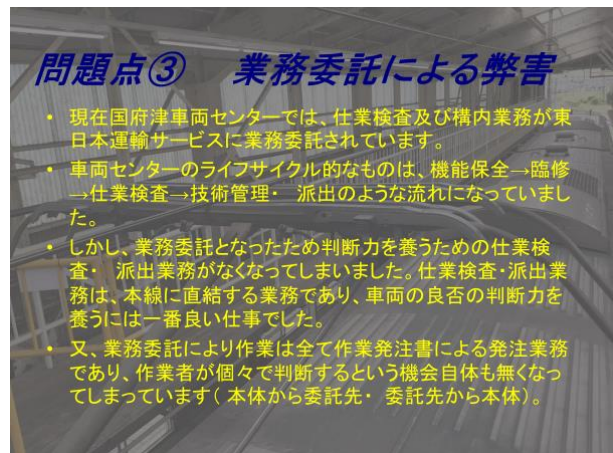 問題点③　業務委託による弊害
• 現在国府津車両センターでは、仕業検査及び構内業務が東
日本運輸サービスに業務委託されています。
• 車両センターのライフサイクル的なものは、機能保全→臨修
→仕業検査→技術管理・　派出のような流れになっていまし
た。
• しかし、業務委託となったため判断力を養うための仕業検
査・　派出業務がなくなってしまいました。仕業検査・派出業
務は、本線に直結する業務であり、車両の良否の判断力を
養うには一番良い仕事でした。
• 又、業務委託により作業は全て作業発注書による発注業務
であり、作業者が個々で判断するという機会自体も無くなっ
てしまっています( 本体から委託先・ 委託先から本体)。